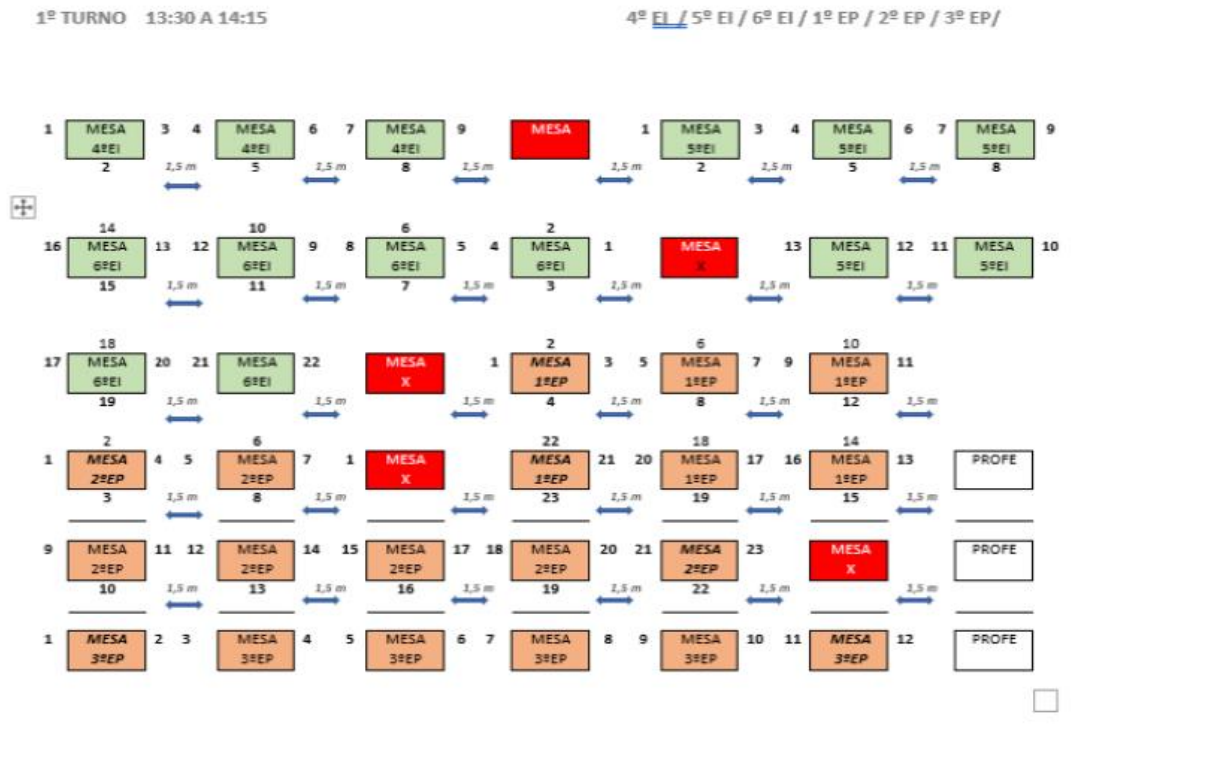 1º TURNO 13:30 A 14:15 4º EI / 5º EI / 6º EI / 1º EP / 2º EP / 3º EP/
1 MESA 3 4 MESA 6 7 MESA 9 MESA 1 MESA 3 4 MESA 6 7 MESA 9
4ºEI 4ºEI 4ºEI 5ºEI 5ºEI 5ºEI
2 1,5 m 5 1,5 m 8 1,5 m 1,5 m 2 1,5 m 5 1,5 m 8
14 10 6 2
16 MESA 13 12 MESA 9 8 MESA 5 4 MESA 1 MESA 13 MESA 12 11 MESA 10
6ºEI 6ºEI 6ºEI 6ºEI X 5ºEI 5ºEI
15 1,5 m 11 1,5 m 7 1,5 m 3 1,5 m 1,5 m 1,5 m
18 2 6 10
17 MESA 20 21 MESA 22 MESA 1 MESA 3 5 MESA 7 9 MESA 11
6ºEI 6ºEI X 1ºEP 1ºEP 1ºEP
19 1,5 m 1,5 m 1,5 m 4 1,5 m 8 1,5 m 12 1,5 m
2 6 22 18 14
1 MESA 4 5 MESA 7 1 MESA MESA 21 20 MESA 17 16 MESA 13 PROFE
2ºEP 2ºEP X 1ºEP 1ºEP 1ºEP
3 1,5 m 8 1,5 m 1,5 m 23 1,5 m 19 1,5 m 15 1,5 m
9 MESA 11 12 MESA 14 15 MESA 17 18 MESA 20 21 MESA 23 MESA PROFE
2ºEP 2ºEP 2ºEP 2ºEP 2ºEP X
10 1,5 m 13 1,5 m 16 1,5 m 19 1,5 m 22 1,5 m 1,5 m
1 MESA 2 3 MESA 4 5 MESA 6 7 MESA 8 9 MESA 10 11 MESA 12 PROFE
3ºEP 3ºEP 3ºEP 3ºEP 3ºEP 3ºEP